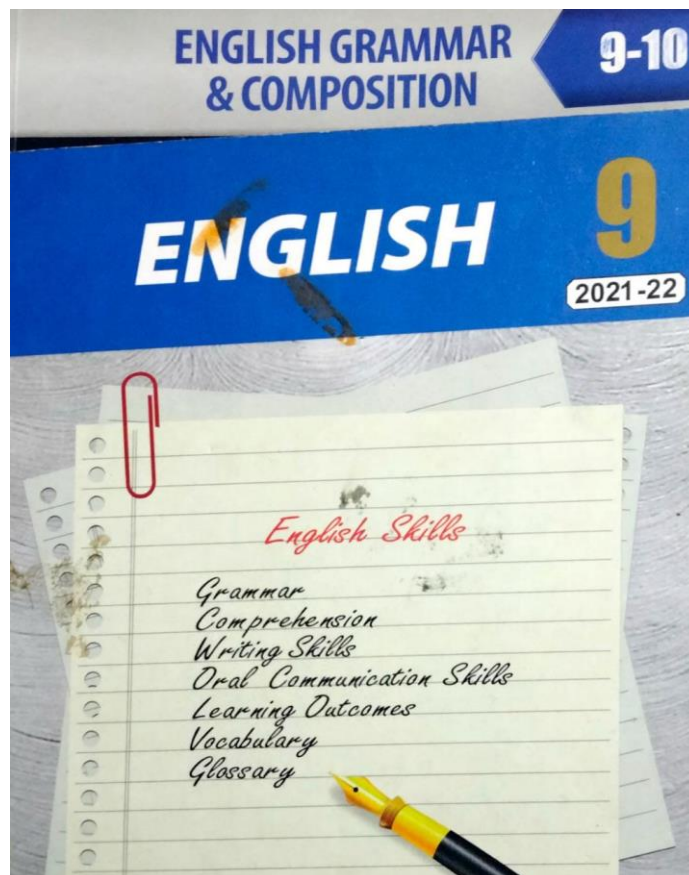 ENGLISH GRAMMAR
& COMPOSITION
9-10
ENGLISH
9
2021-22
English Skills
Grammar
Comprehension
Writing Skills
Oral Communication Skills
Learning Outcomes
Vocabulary
Glossary